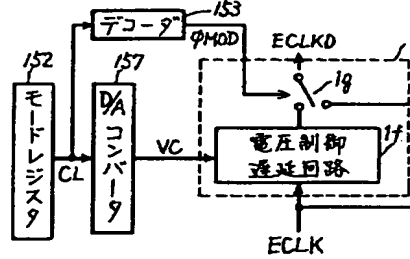 デコーダ
153
φMOD
ECLKD
152
モードレジスタ
157
D/Aコンバータ
CL
VC
1g
電圧制御
遅延回路
1f
ECLK